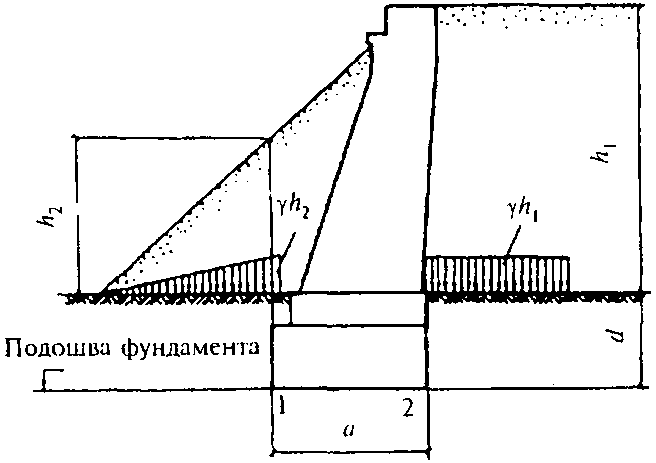 h₁
h₂
γh₂
γh₁
Подошва фундамента
d
1
2
a